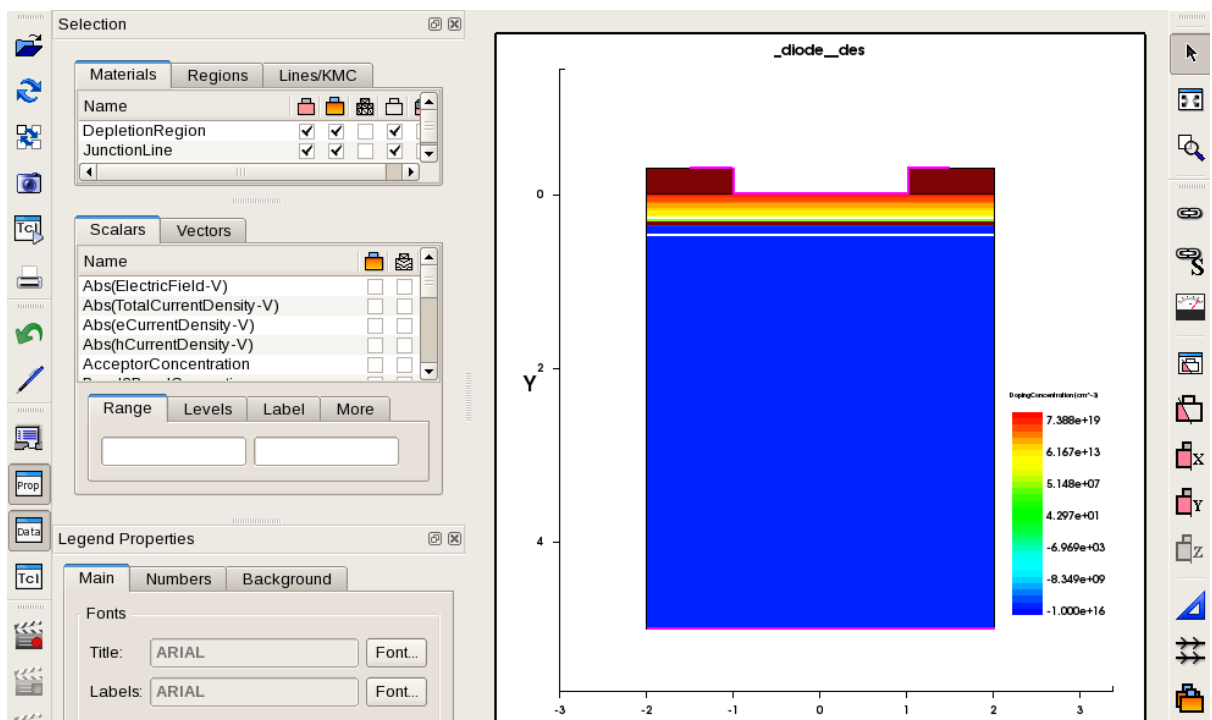 Selection
Materials Regions Lines/KMC
Name
DepletionRegion
JunctionLine
Scalars Vectors
Name
Abs(ElectricField-V)
Abs(TotalCurrentDensity-V)
Abs(eCurrentDensity-V)
Abs(hCurrentDensity-V)
AcceptorConcentration
Range Levels Label More
Legend Properties
Main Numbers Background
Fonts
Title: ARIAL Font...
Labels: ARIAL Font...
Tcl
Prop
Data
Tcl
_diode__des
0
2
4
Y
-3 -2 -1 0 1 2 3
DopingConcentration (cm^-3)
7.388e+19
6.167e+13
5.148e+07
4.297e+01
-6.969e+03
-8.349e+09
-1.000e+16
S
X
Y
Z